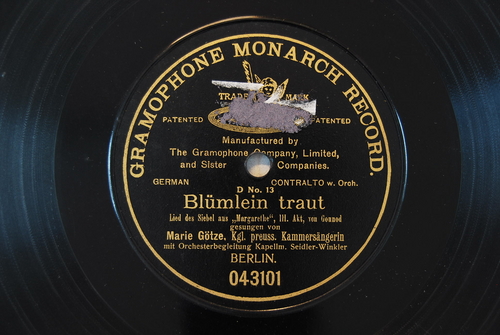 GRAMOPHONE MONARCH RECORD.
TRADE MARK
PATENTED PATENTED
Manufactured by
The Gramophone Company, Limited,
and Sister Companies.
GERMAN CONTRALTO w. Orch.
D No. 13
Blümlein traut
Lied des Siebel aus „Margarethe", III. Akt, von Gounod
gesungen von
Marie Götze, Kgl. preuss. Kammersängerin
mit Orchesterbegleitung Kapellm. Seidler-Winkler
BERLIN.
043101